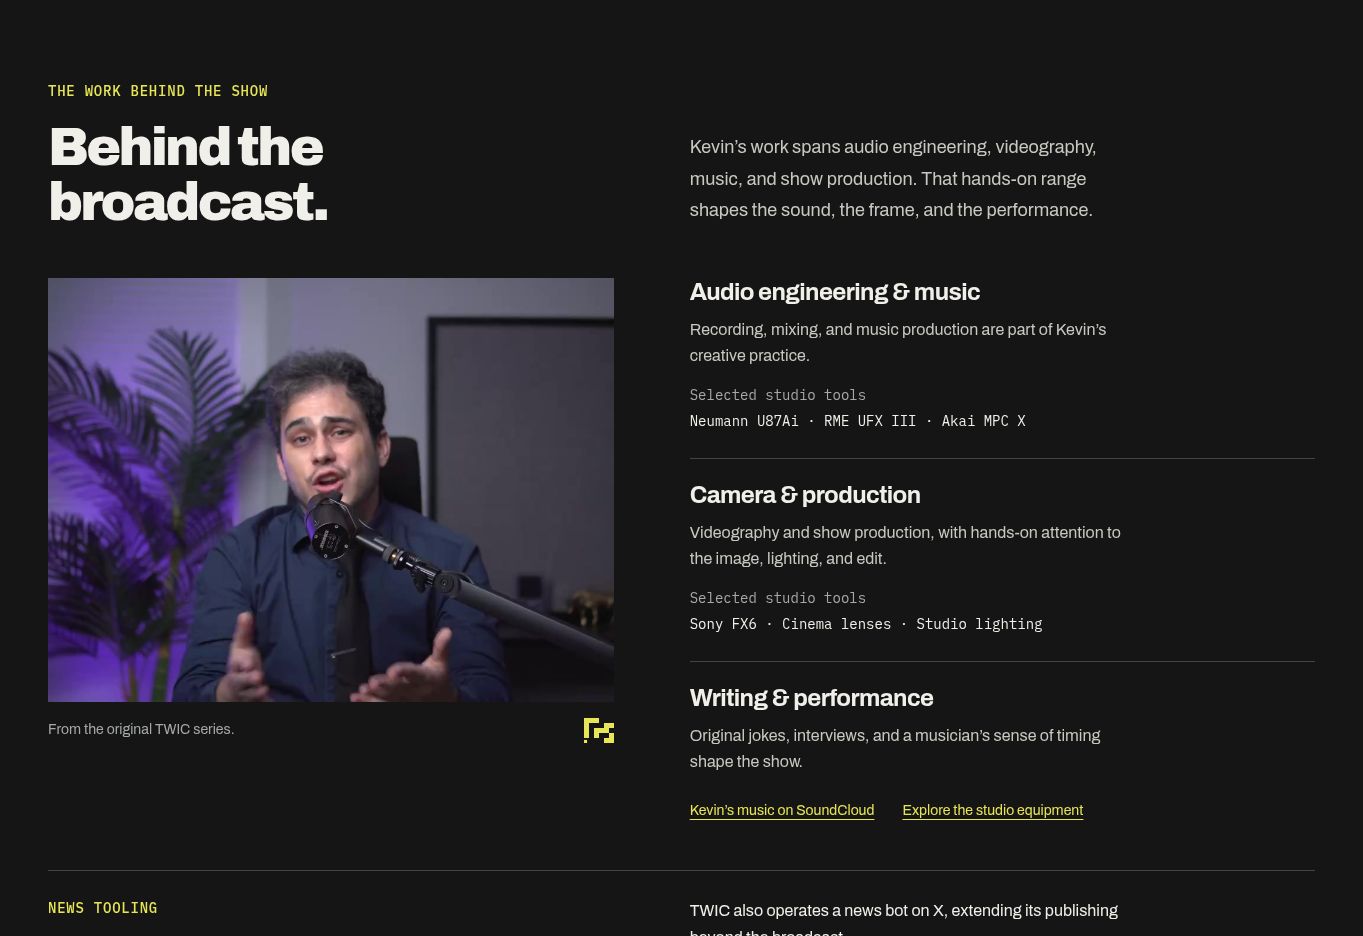 THE WORK BEHIND THE SHOW
Behind the
broadcast.
Kevin’s work spans audio engineering, videography,
music, and show production. That hands-on range
shapes the sound, the frame, and the performance.
Audio engineering & music
Recording, mixing, and music production are part of Kevin’s
creative practice.
Selected studio tools
Neumann U87Ai · RME UFX III · Akai MPC X
Camera & production
Videography and show production, with hands-on attention to
the image, lighting, and edit.
Selected studio tools
Sony FX6 · Cinema lenses · Studio lighting
Writing & performance
Original jokes, interviews, and a musician’s sense of timing
shape the show.
Kevin’s music on SoundCloud
Explore the studio equipment
From the original TWIC series.
NEWS TOOLING
TWIC also operates a news bot on X, extending its publishing
beyond the broadcast.